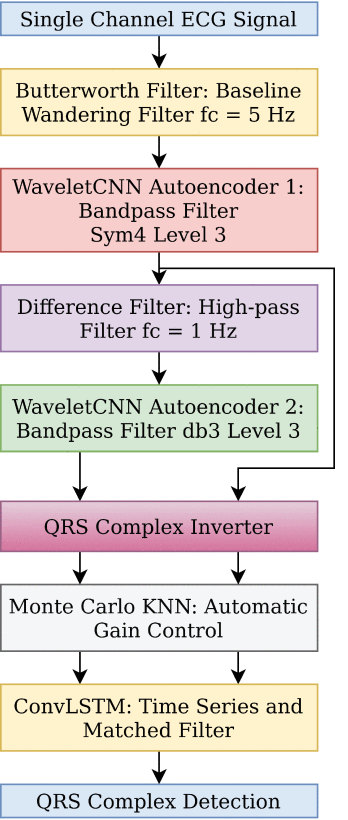 Single Channel ECG Signal
Butterworth Filter: Baseline
Wandering Filter fc = 5 Hz
WaveletCNN Autoencoder 1:
Bandpass Filter
Sym4 Level 3
Difference Filter: High-pass
Filter fc = 1 Hz
WaveletCNN Autoencoder 2:
Bandpass Filter db3 Level 3
QRS Complex Inverter
Monte Carlo KNN: Automatic
Gain Control
ConvLSTM: Time Series and
Matched Filter
QRS Complex Detection